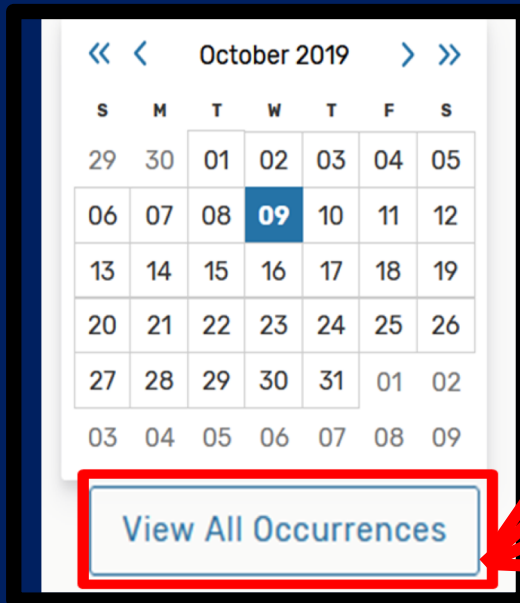 « < October 2019 > »
S M T W T F S
29 30 01 02 03 04 05
06 07 08 09 10 11 12
13 14 15 16 17 18 19
20 21 22 23 24 25 26
27 28 29 30 31 01 02
03 04 05 06 07 08 09
View All Occurrences